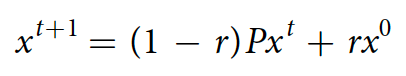 x^{t+1} = (1 − r)Px^t + rx^0